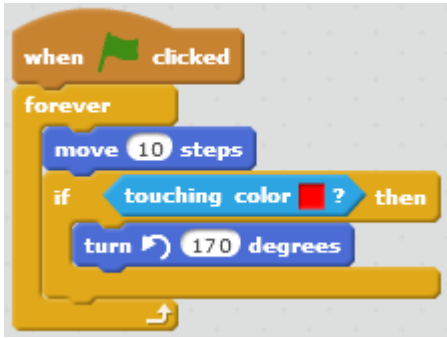 when clicked
forever
move 10 steps
if touching color ? then
turn 170 degrees